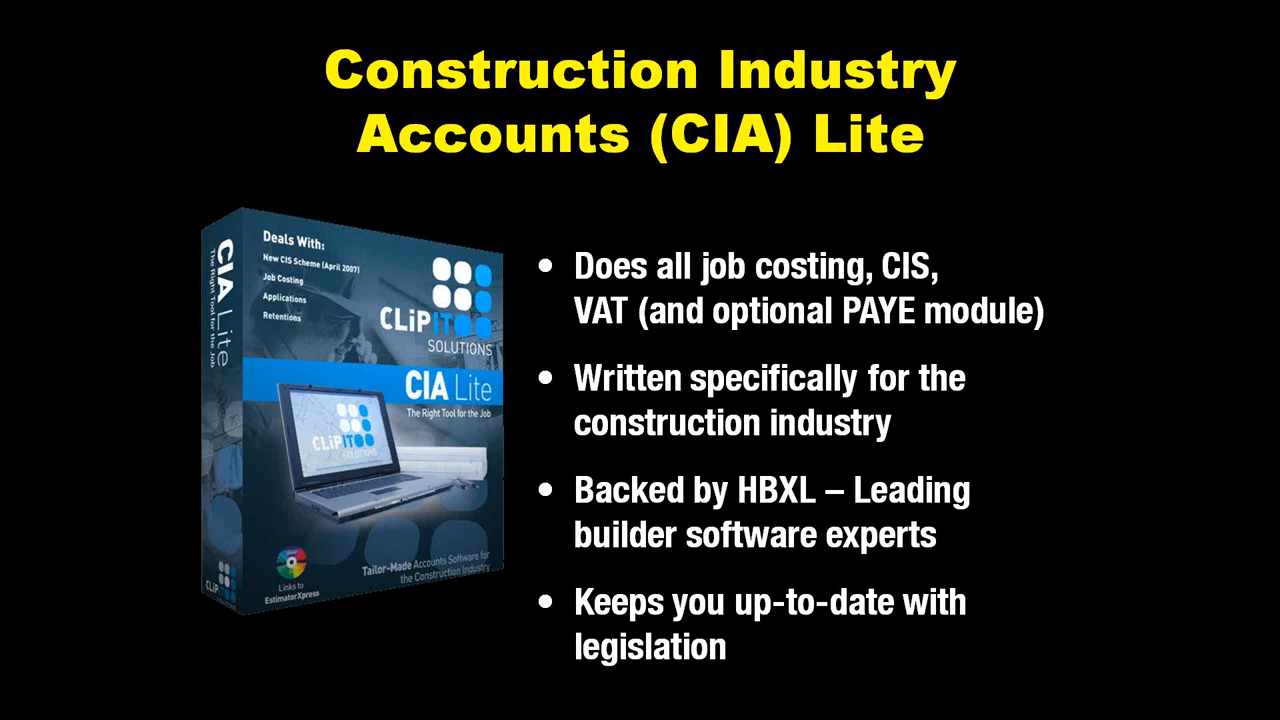 Construction Industry
Accounts (CIA) Lite
CIA Lite
The Right Tool for the Job
Deals With:
New CIS Scheme (April 2007)
Job Costing
Applications
Retentions
CLiPIT
SOLUTIONS
CIA Lite
The Right Tool for the Job
CLiPIT
SOLUTIONS
Links to
EstimatorXpress
Tailor-Made Accounts Software for
the Construction Industry
CLiP
• Does all job costing, CIS,
VAT (and optional PAYE module)
• Written specifically for the
construction industry
• Backed by HBXL – Leading
builder software experts
• Keeps you up-to-date with
legislation